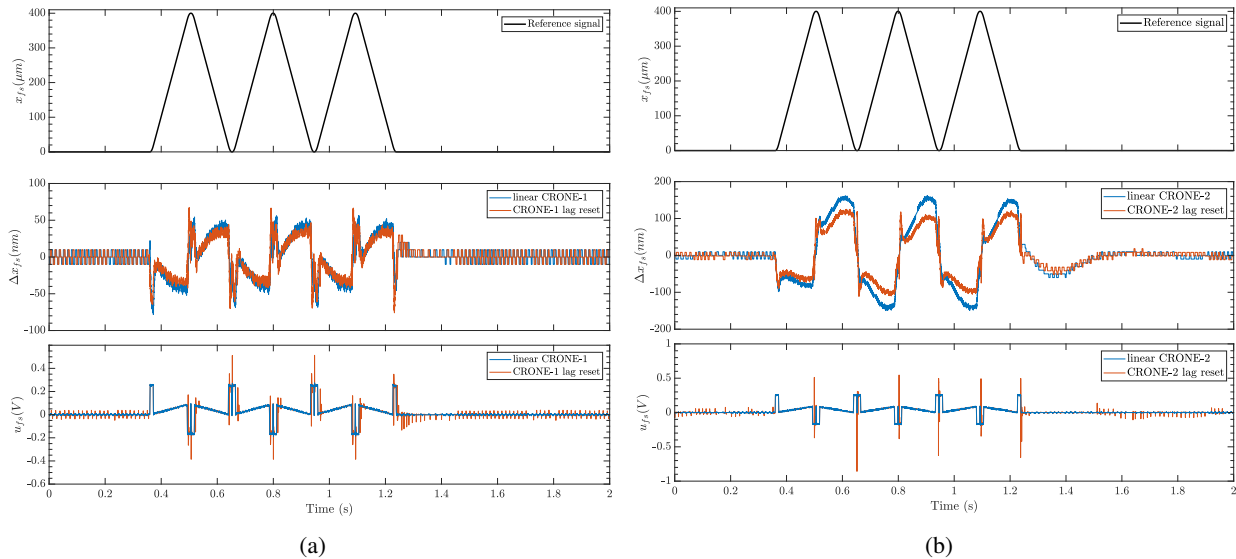 400
300
200
100
0
x_{fs}(μm)
Reference signal
100
50
0
-50
-100
Δx_{fs}(nm)
linear CRONE-1
CRONE-1 lag reset
0.6
0.4
0.2
0
-0.2
-0.4
-0.6
u_{fs}(V)
linear CRONE-1
CRONE-1 lag reset
0 0.2 0.4 0.6 0.8 1 1.2 1.4 1.6 1.8 2
Time (s)
(a)
400
300
200
100
0
x_{fs}(μm)
Reference signal
200
100
0
-100
-200
Δx_{fs}(nm)
linear CRONE-2
CRONE-2 lag reset
1
0.5
0
-0.5
-1
u_{fs}(V)
linear CRONE-2
CRONE-2 lag reset
0 0.2 0.4 0.6 0.8 1 1.2 1.4 1.6 1.8 2
Time (s)
(b)